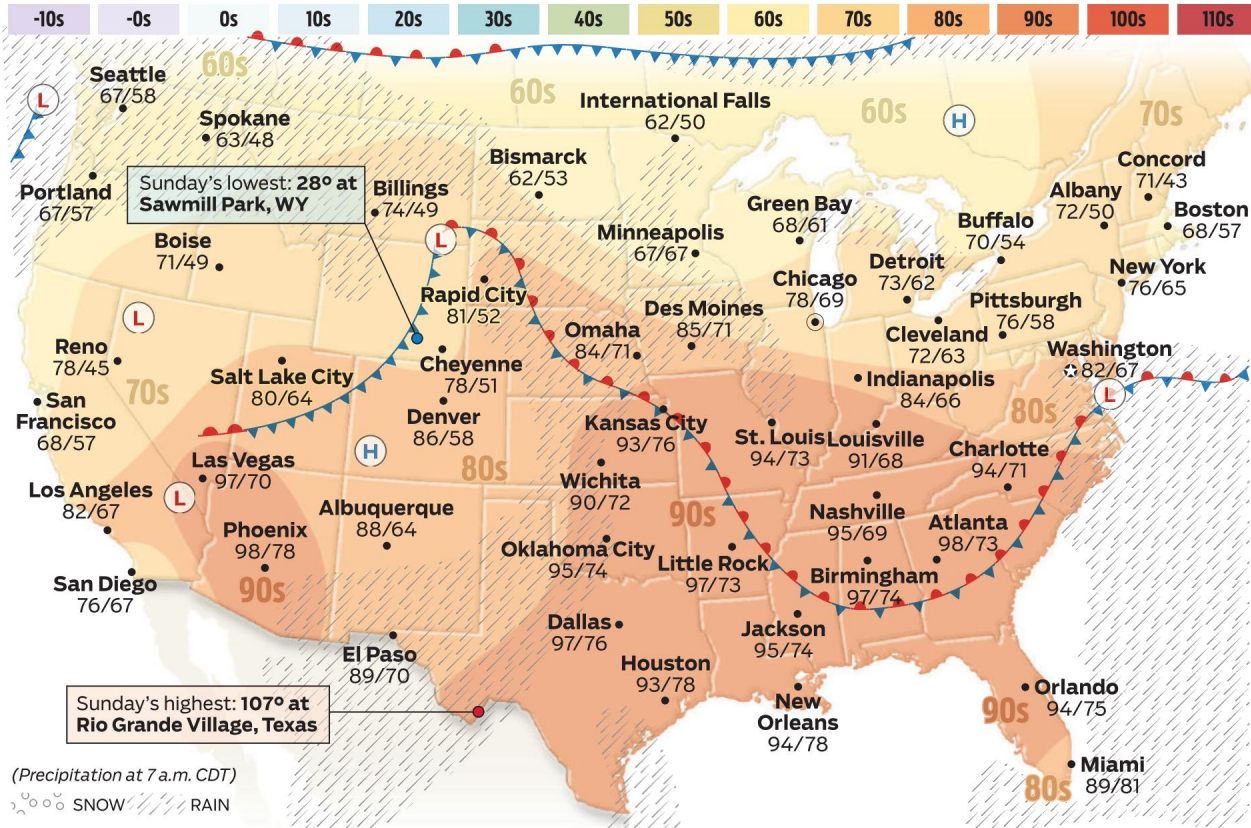 -10s -0s 0s 10s 20s 30s 40s 50s 60s 70s 80s 90s 100s 110s
Seattle
67/58
60s
L
Spokane
63/48
60s
International Falls
62/50
60s
H
70s
Portland
67/57
Sunday's lowest: 28º at
Sawmill Park, WY
Billings
74/49
Bismarck
62/53
Concord
71/43
Albany
72/50
Boston
68/57
Green Bay
68/61
Buffalo
70/54
Boise
71/49
L
Minneapolis
67/67
Chicago
78/69
Detroit
73/62
New York
76/65
Rapid City
81/52
L
Des Moines
85/71
Pittsburgh
76/58
Omaha
84/71
Cleveland
72/63
Washington
82/67
L
Reno
78/45
70s
Salt Lake City
80/64
Cheyenne
78/51
Indianapolis
84/66
San
Francisco
68/57
Denver
86/58
Kansas City
93/76
St. Louis
94/73
Louisville
91/68
80s
H
Las Vegas
97/70
80s
Wichita
90/72
Charlotte
94/71
Los Angeles
82/67
L
Albuquerque
88/64
90s
Nashville
95/69
Atlanta
98/73
Phoenix
98/78
90s
Oklahoma City
95/74
Little Rock
97/73
Birmingham
97/74
San Diego
76/67
Dallas
97/76
Jackson
95/74
El Paso
89/70
Houston
93/78
New
Orleans
94/78
Orlando
94/75
90s
Sunday's highest: 107º at
Rio Grande Village, Texas
Miami
89/81
80s
(Precipitation at 7 a.m. CDT)
SNOW RAIN